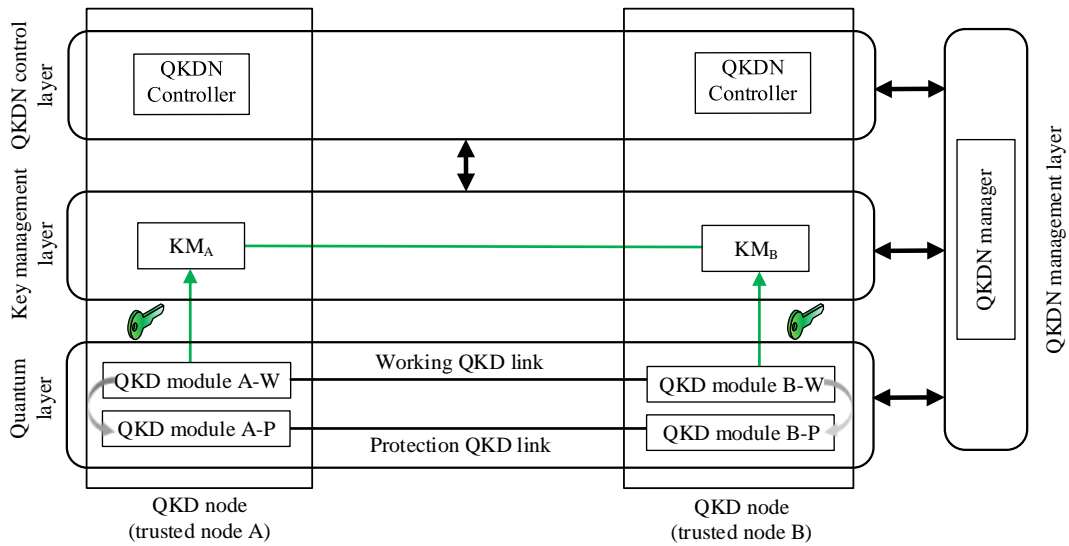 QKDN control
layer
QKDN
Controller
QKDN
Controller
Key management
layer
KMA
KMB
QKDN manager
QKDN management layer
Quantum
layer
QKD module A-W
Working QKD link
QKD module B-W
QKD module A-P
Protection QKD link
QKD module B-P
QKD node
(trusted node A)
QKD node
(trusted node B)